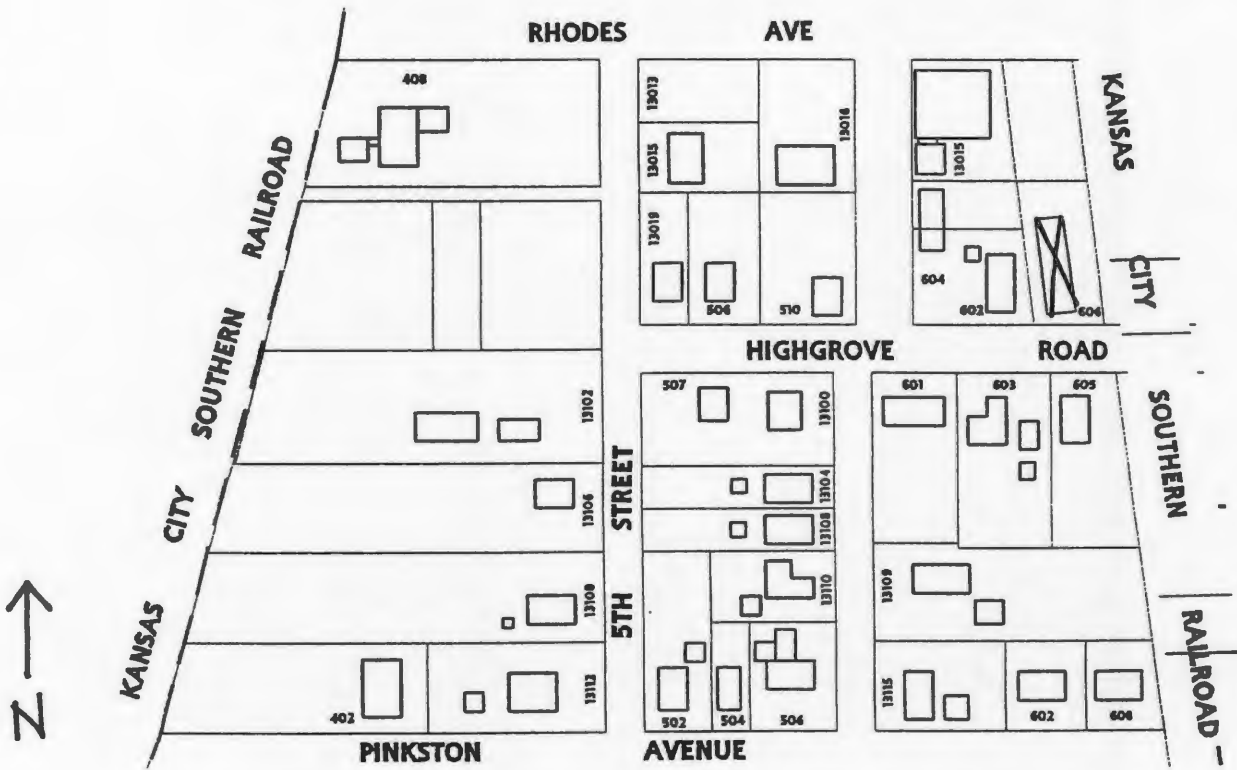 RHODES AVE
408
13013
13015
13016
13015
KANSAS
CITY
SOUTHERN
RAILROAD
13019
506
510
604
602
606
HIGHGROVE ROAD
KANSAS
CITY
SOUTHERN
RAILROAD
13102
13106
13108
13112
402
5TH STREET
507
13100
13104
13108
13110
502
504
506
601
603
605
13109
13115
602
608
PINKSTON AVENUE
N